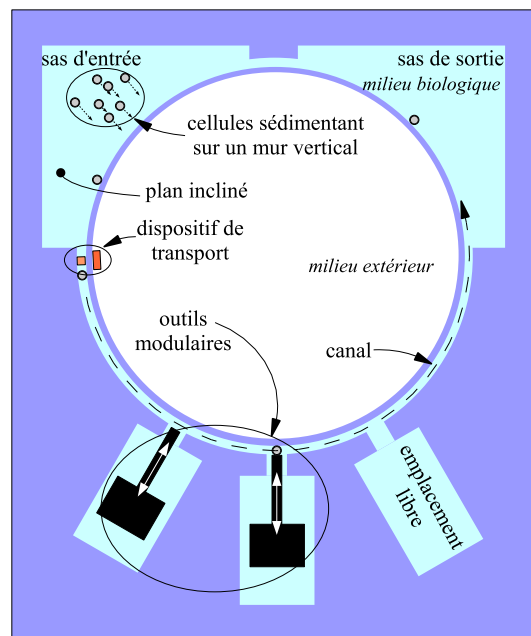 sas d'entrée
sas de sortie
milieu biologique
cellules sédimentant
sur un mur vertical
plan incliné
dispositif de
transport
milieu extérieur
outils
modulaires
canal
emplacement
libre